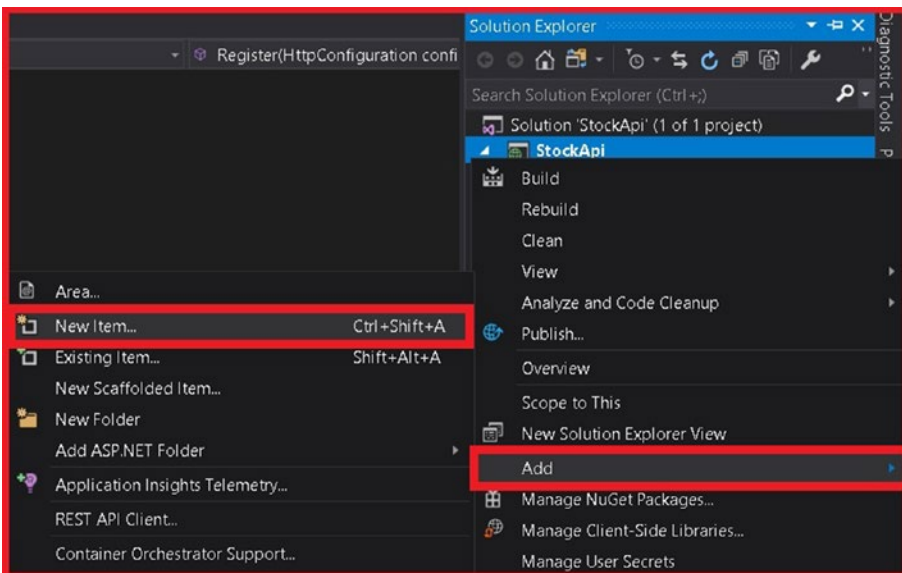 Solution Explorer
Register(HttpConfiguration confi
Search Solution Explorer (Ctrl+;)
Solution 'StockApi' (1 of 1 project)
StockApi
Build
Rebuild
Clean
View
Analyze and Code Cleanup
Publish...
Overview
Scope to This
New Solution Explorer View
Add
Manage NuGet Packages...
Manage Client-Side Libraries...
Manage User Secrets
Area...
New Item... Ctrl+Shift+A
Existing Item... Shift+Alt+A
New Scaffolded Item...
New Folder
Add ASP.NET Folder
Application Insights Telemetry...
REST API Client...
Container Orchestrator Support...
Diagnostic Tools
P